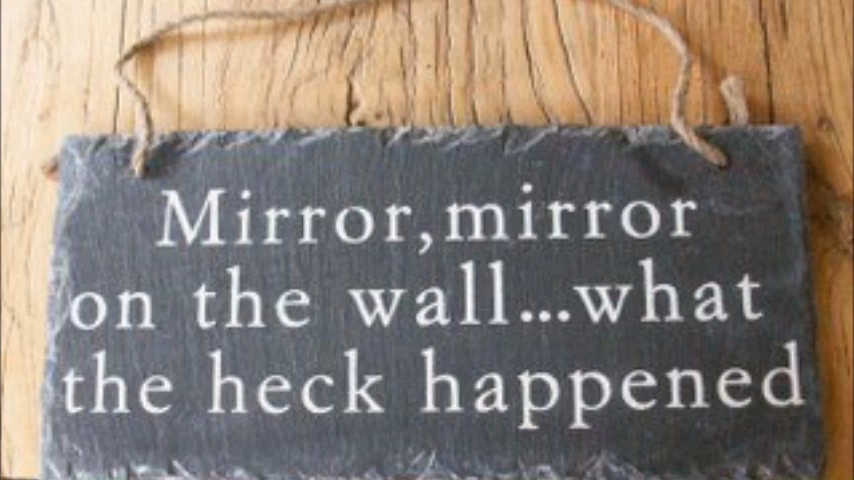 Mirror,mirror
on the wall...what
the heck happened